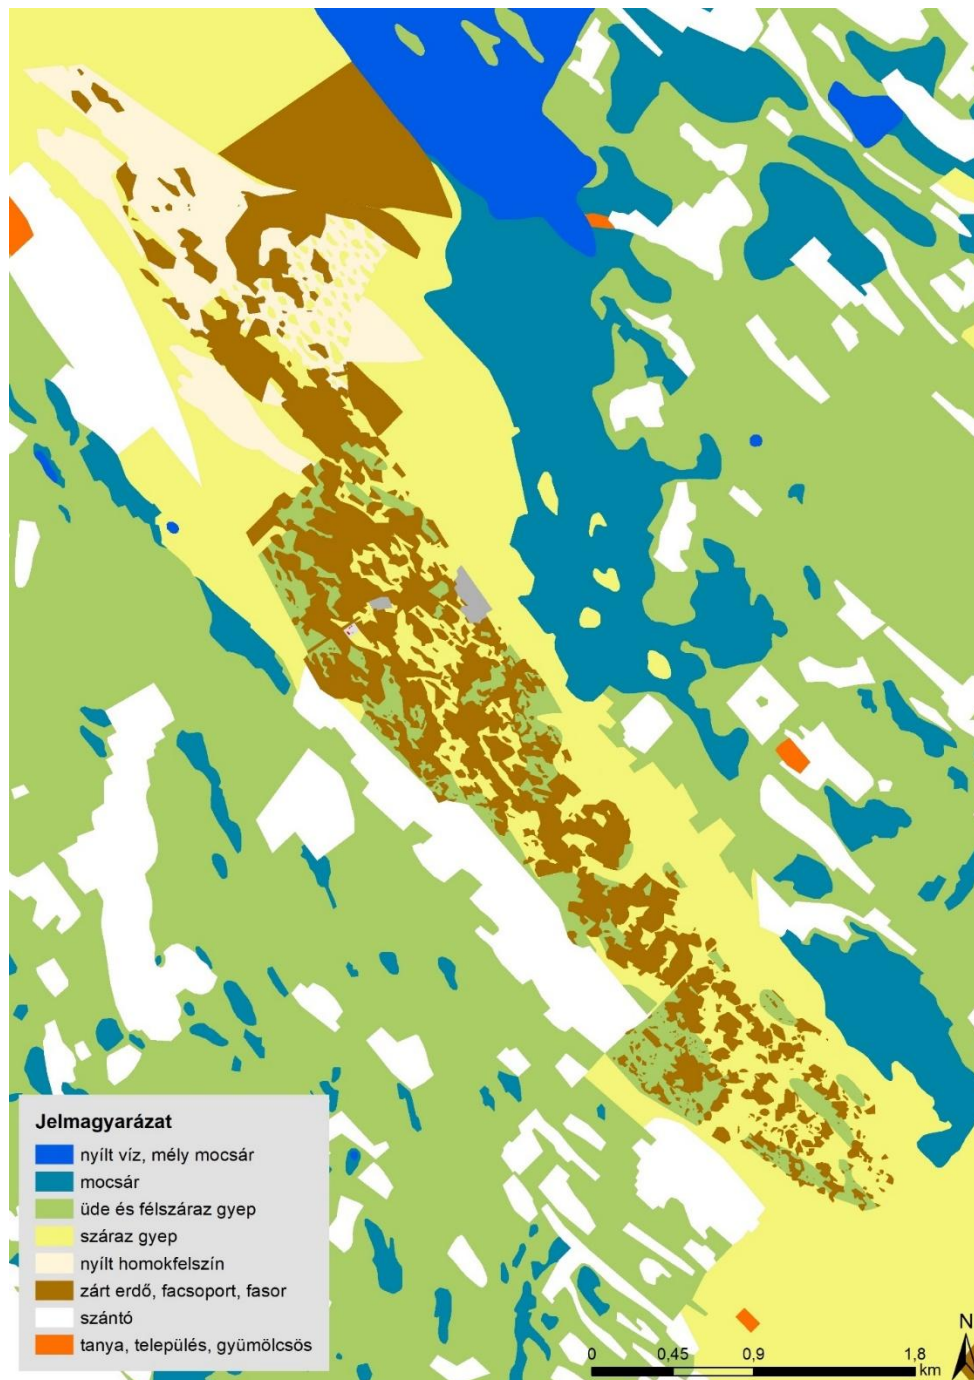 Jelmagyarázat
nyílt víz, mély mocsár
mocsár
üde és félszáraz gyep
száraz gyep
nyílt homokfelszín
zárt erdő, facsoport, fasor
szántó
tanya, település, gyümölcsös
N
0 0,45 0,9 1,8
km